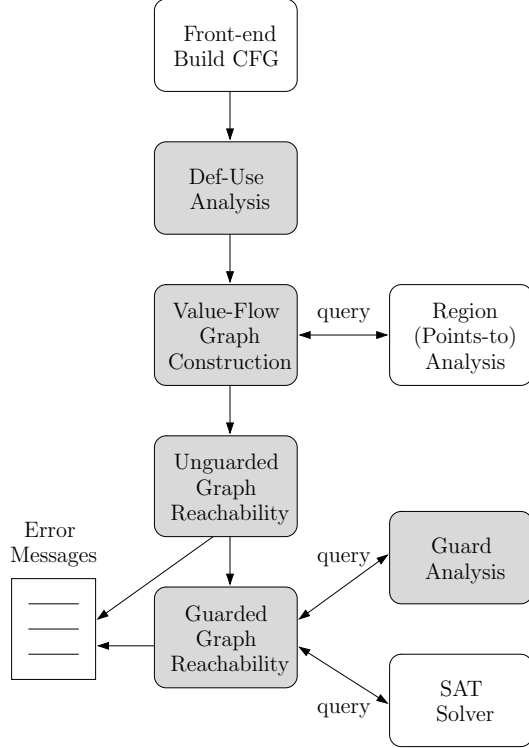 Front-end
Build CFG
Def-Use
Analysis
Value-Flow
Graph
Construction
query
Region
(Points-to)
Analysis
Unguarded
Graph
Reachability
Error
Messages
query
Guard
Analysis
Guarded
Graph
Reachability
query
SAT
Solver